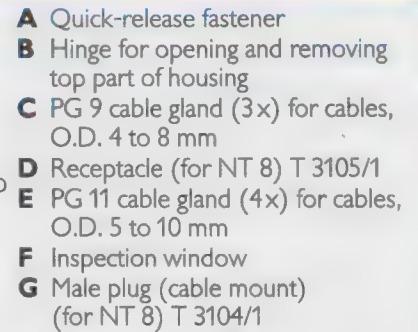 A Quick-release fastener
B Hinge for opening and removing
top part of housing
C PG 9 cable gland (3x) for cables,
O.D. 4 to 8 mm
D Receptacle (for NT 8) T 3105/1
E PG 11 cable gland (4x) for cables,
O.D. 5 to 10 mm
F Inspection window
G Male plug (cable mount)
(for NT 8) T 3104/1